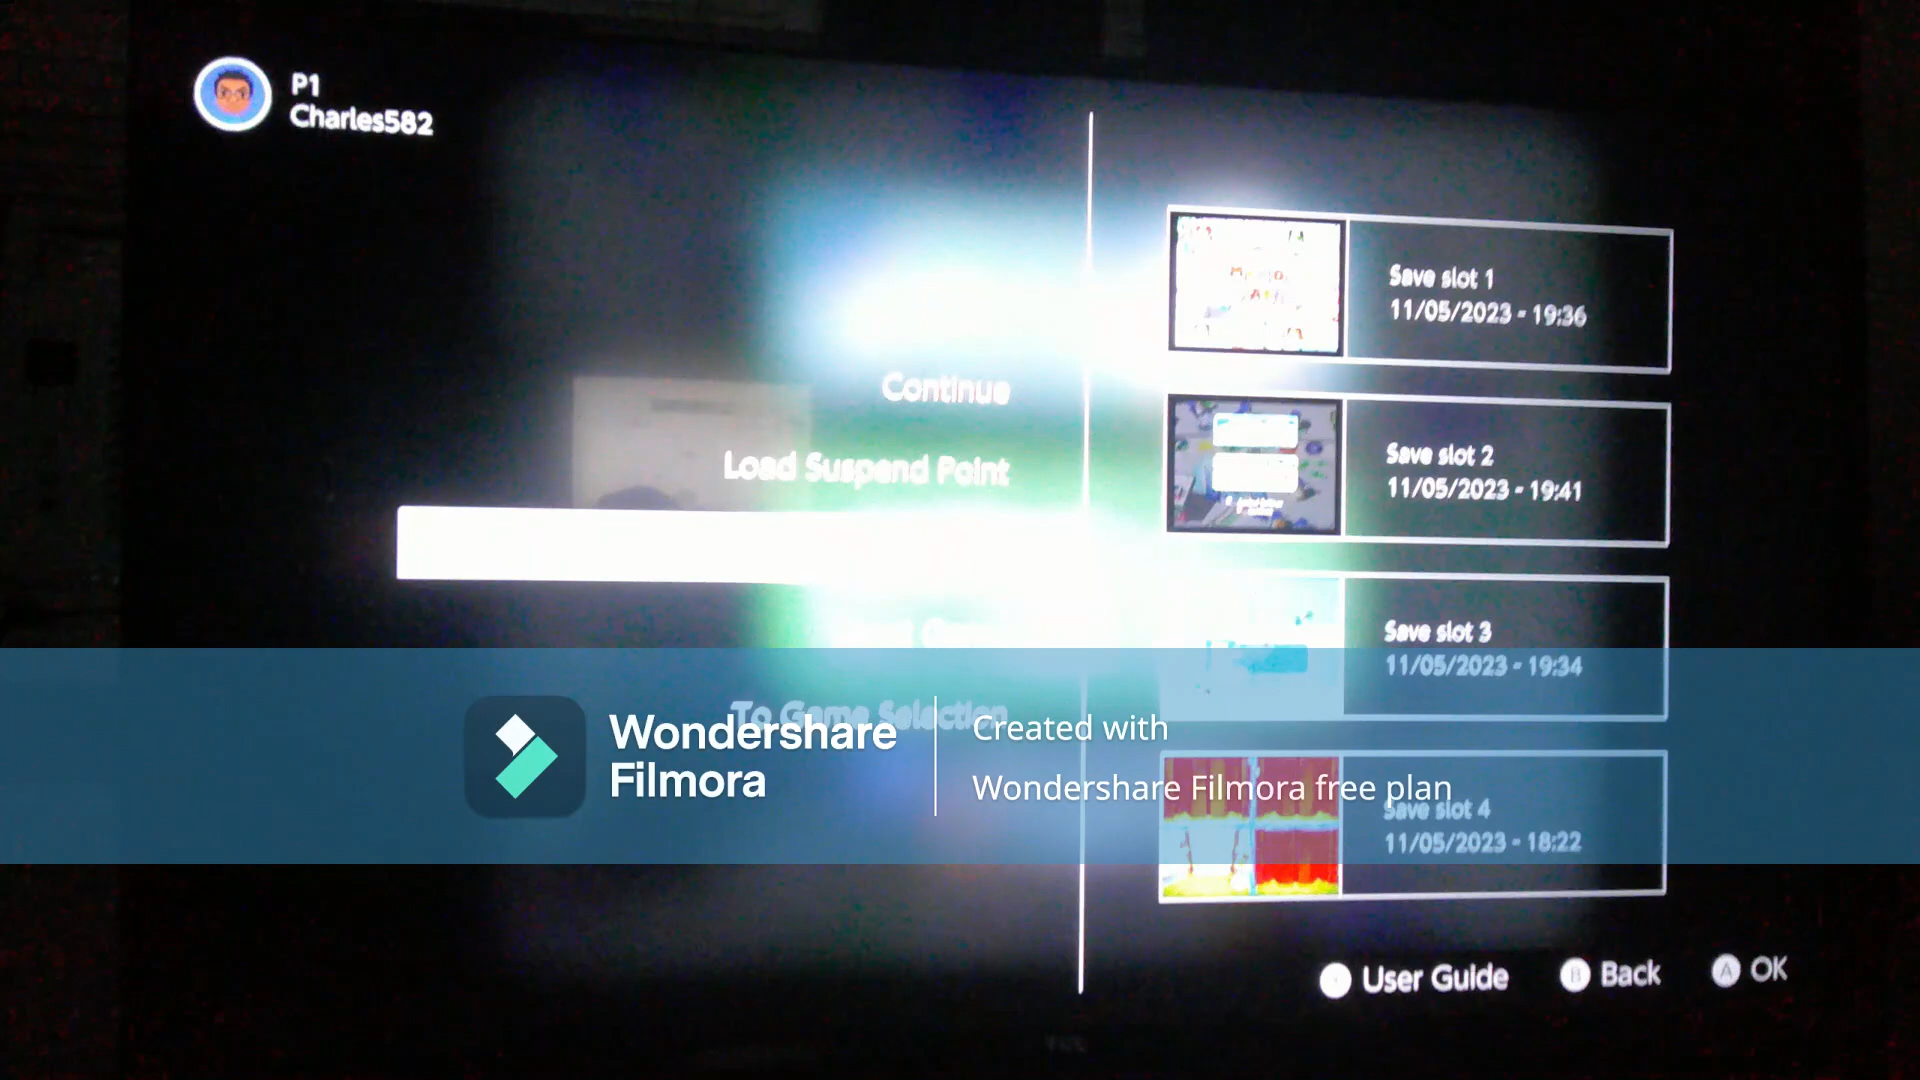 P1
Charles582
Continue
Load Suspend Point
To Game Selection
Save slot 1
11/05/2023 - 19:36
Save slot 2
11/05/2023 - 19:41
Save slot 3
11/05/2023 - 19:34
Save slot 4
11/05/2023 - 18:22
Wondershare
Filmora
Created with
Wondershare Filmora free plan
User Guide
B Back
A OK